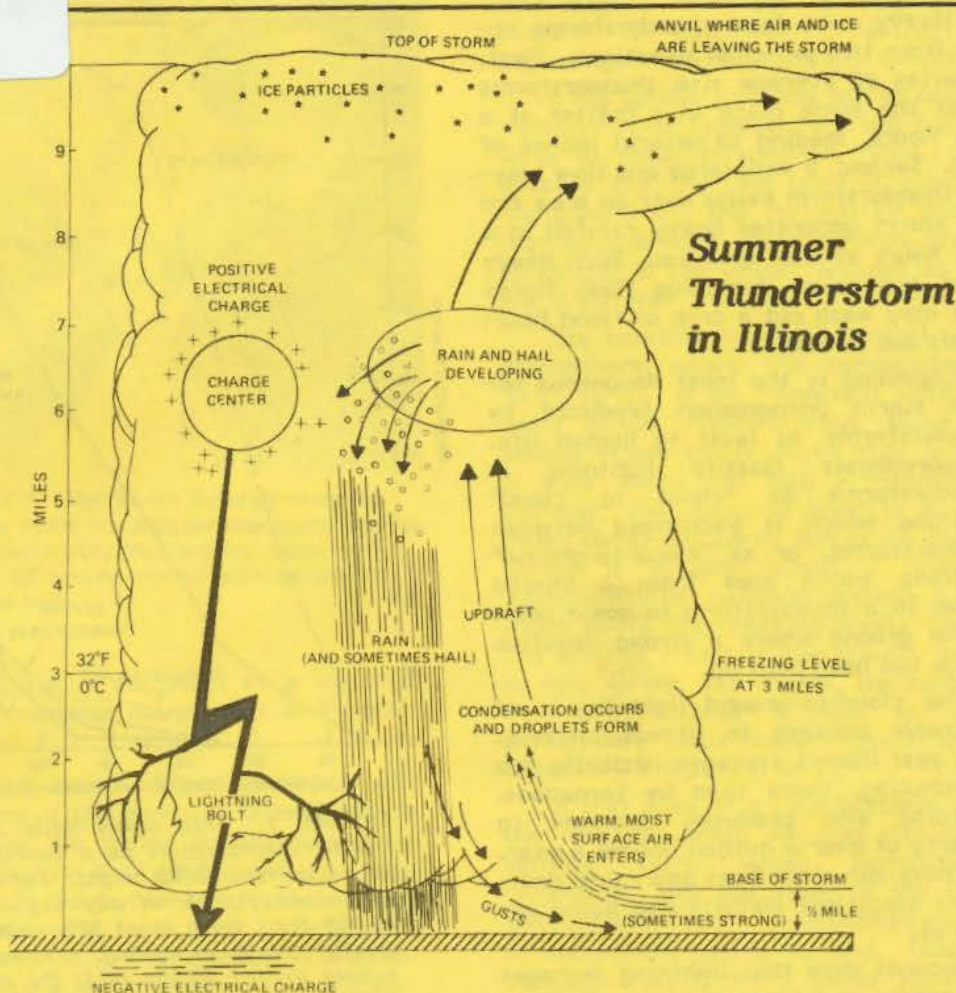 TOP OF STORM
ANVIL WHERE AIR AND ICE
ARE LEAVING THE STORM
ICE PARTICLES
9
8
Summer
Thunderstorm
in Illinois
POSITIVE
ELECTRICAL
CHARGE
7
RAIN AND HAIL
DEVELOPING
CHARGE
CENTER
6
MILES
5
4
UPDRAFT
RAIN
(AND SOMETIMES HAIL)
32°F
3
0°C
FREEZING LEVEL
AT 3 MILES
CONDENSATION OCCURS
AND DROPLETS FORM
2
LIGHTNING
BOLT
WARM, MOIST
SURFACE AIR
ENTERS
1
BASE OF STORM
GUSTS
(SOMETIMES STRONG)
½ MILE
NEGATIVE ELECTRICAL CHARGE